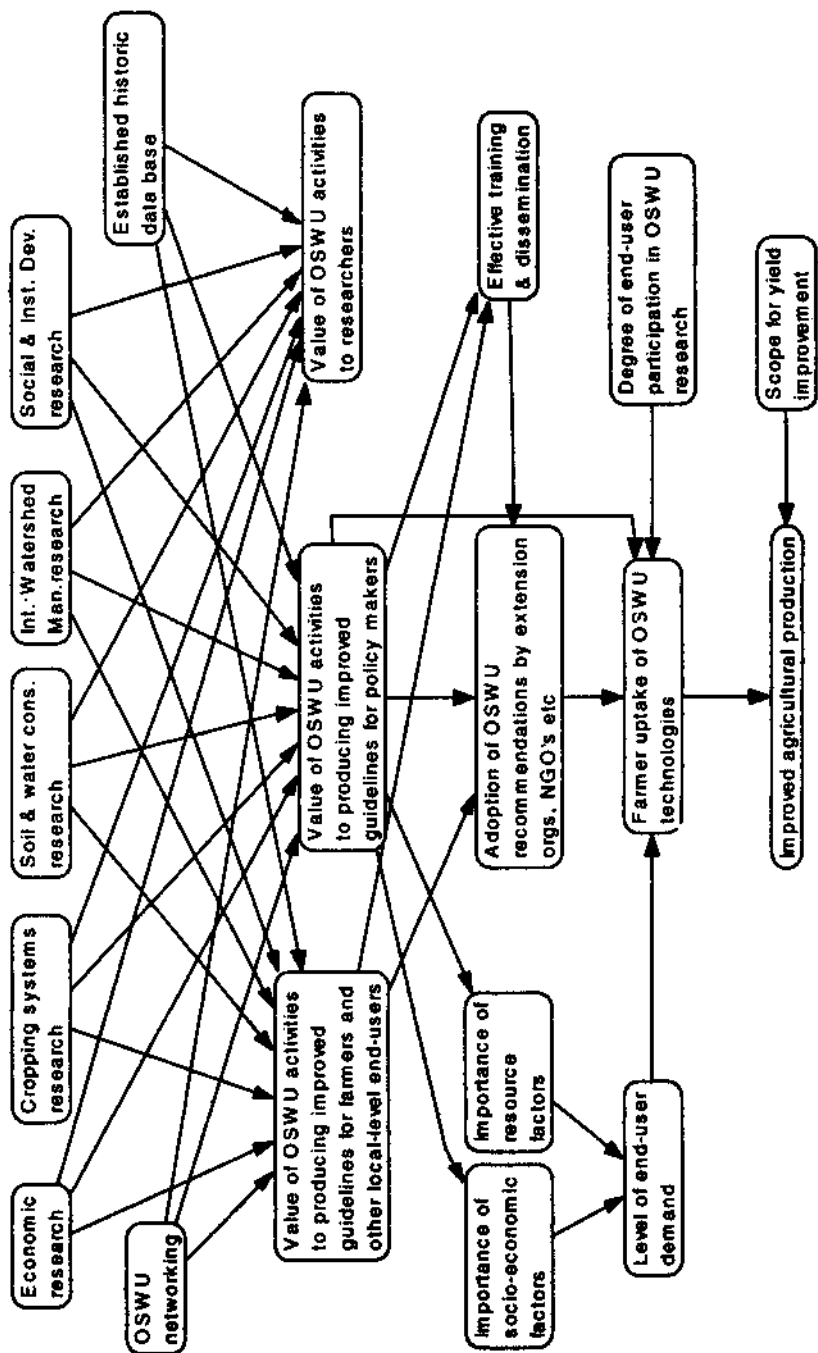 Economic
research
Cropping systems
research
Soil & water cons.
research
Int. Watershed
Man.research
Social & Inst. Dev.
research
OSWU
networking
Established historic
data base
Value of OSWU activities
to producing improved
guidelines for farmers and
other local-level end-users
Value of OSWU activities
to producing improved
guidelines for policy makers
Value of OSWU activities
to researchers
Importance of
socio-economic
factors
Importance of
resource
factors
Adoption of OSWU
recommendations by extension
orgs, NGO's etc
Effective training
& dissemination
Level of end-user
demand
Farmer uptake of OSWU
technologies
Degree of end-user
participation in OSWU
research
Improved agricultural production
Scope for yield
improvement